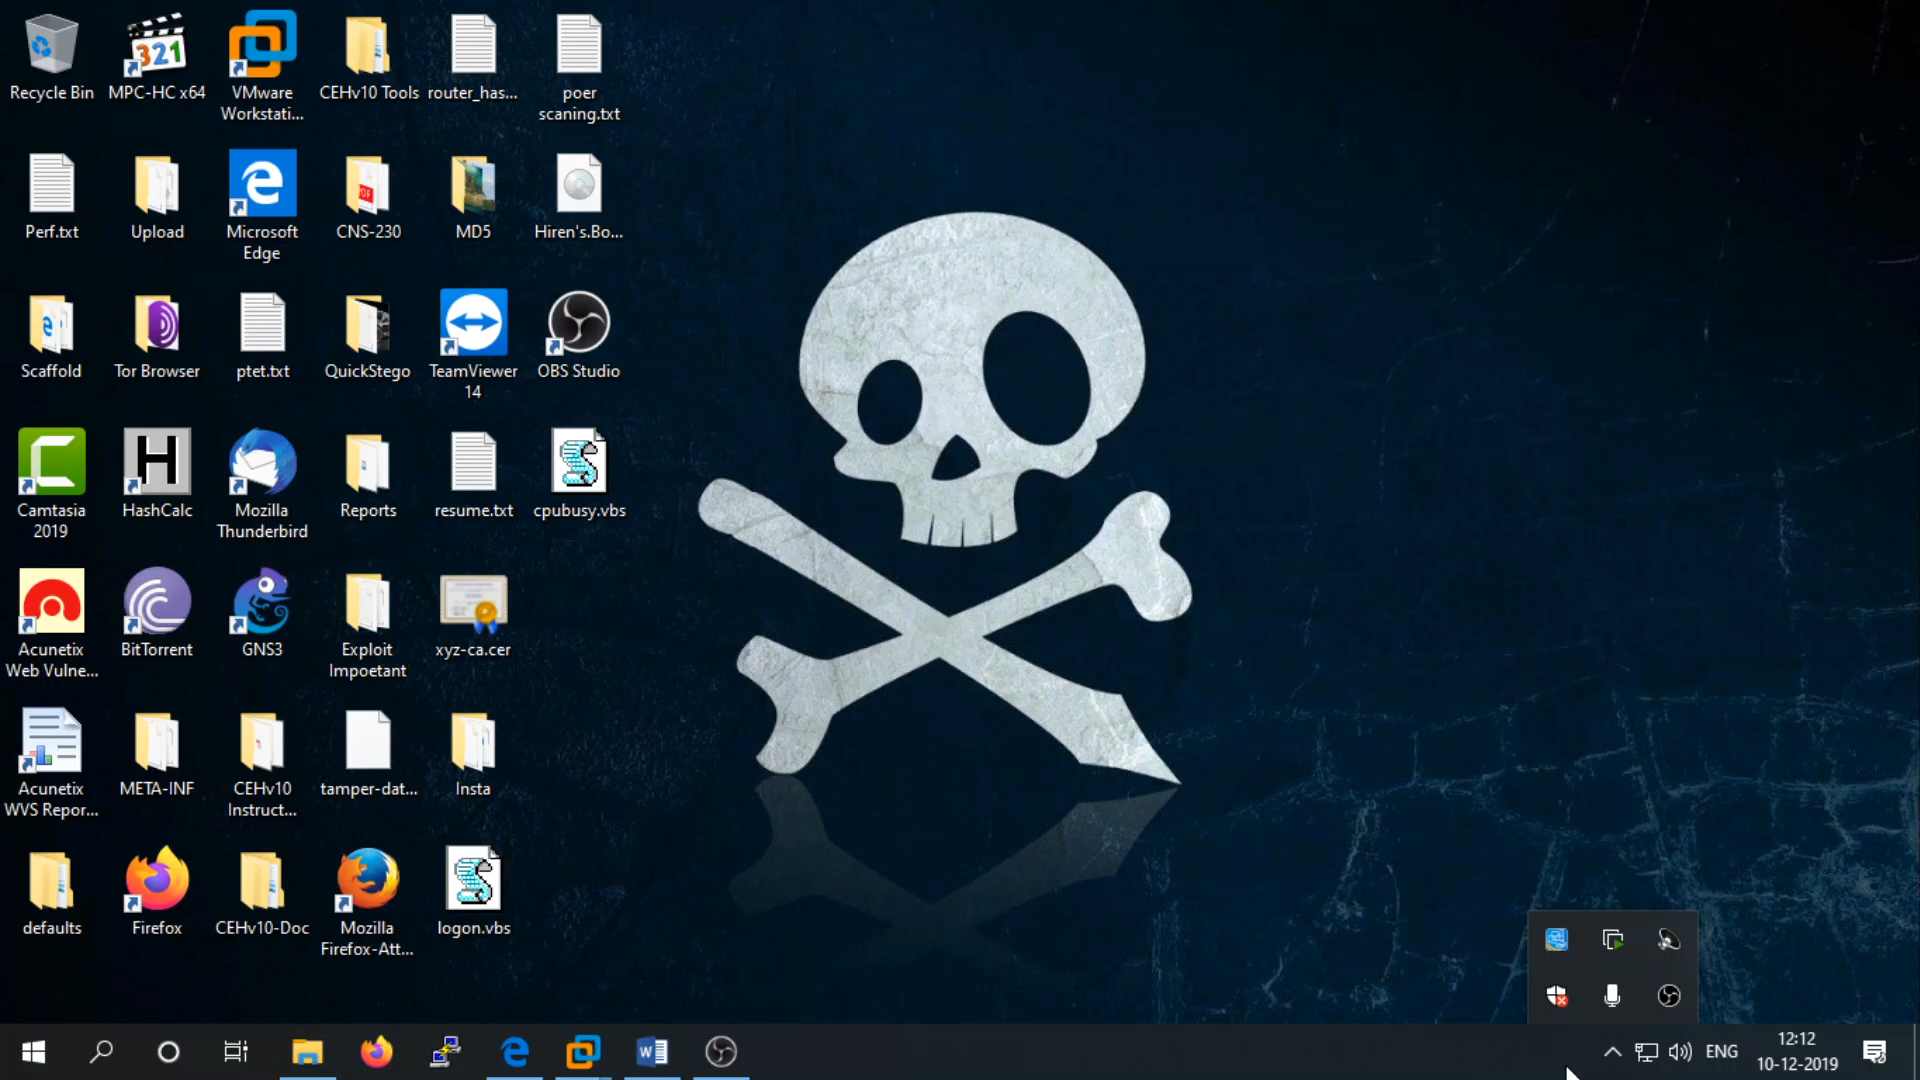 Recycle Bin
MPC-HC x64
VMware
Workstati...
CEHv10 Tools
router_has...
poer
scaning.txt
Perf.txt
Upload
Microsoft
Edge
CNS-230
MD5
Hiren's.Bo...
Scaffold
Tor Browser
ptet.txt
QuickStego
TeamViewer
14
OBS Studio
Camtasia
2019
HashCalc
Mozilla
Thunderbird
Reports
resume.txt
cpubusy.vbs
Acunetix
Web Vulne...
BitTorrent
GNS3
Exploit
Impoetant
xyz-ca.cer
Acunetix
WVS Repor...
META-INF
CEHv10
Instruct...
tamper-dat...
Insta
defaults
Firefox
CEHv10-Doc
Mozilla
Firefox-Att...
logon.vbs
ENG
12:12
10-12-2019